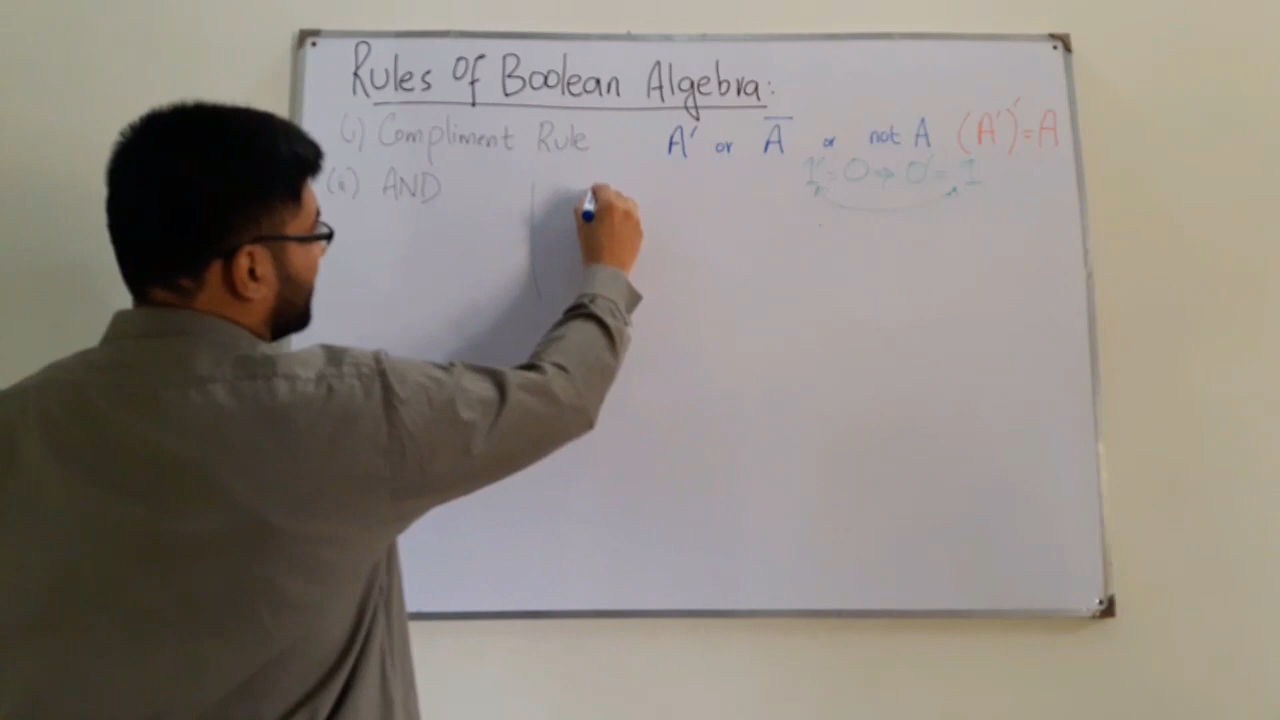 Rules Of Boolean Algebra:
(i) Compliment Rule A' or A̅ or not A (A')'=A
1'=0 ⇒ 0'=1
(ii) AND